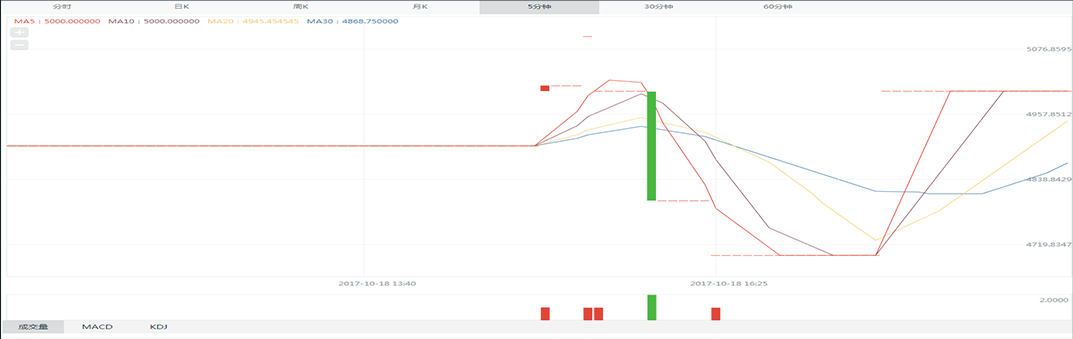 分时 日K 周K 月K 5分钟 30分钟 60分钟
MA5 : 5000.000000 MA10 : 5000.000000 MA20 : 4945.454545 MA30 : 4868.750000
5076.8595
4957.8512
4838.8429
4719.8347
2017-10-18 13:40 2017-10-18 16:25
2.0000
成交量 MACD KDJ